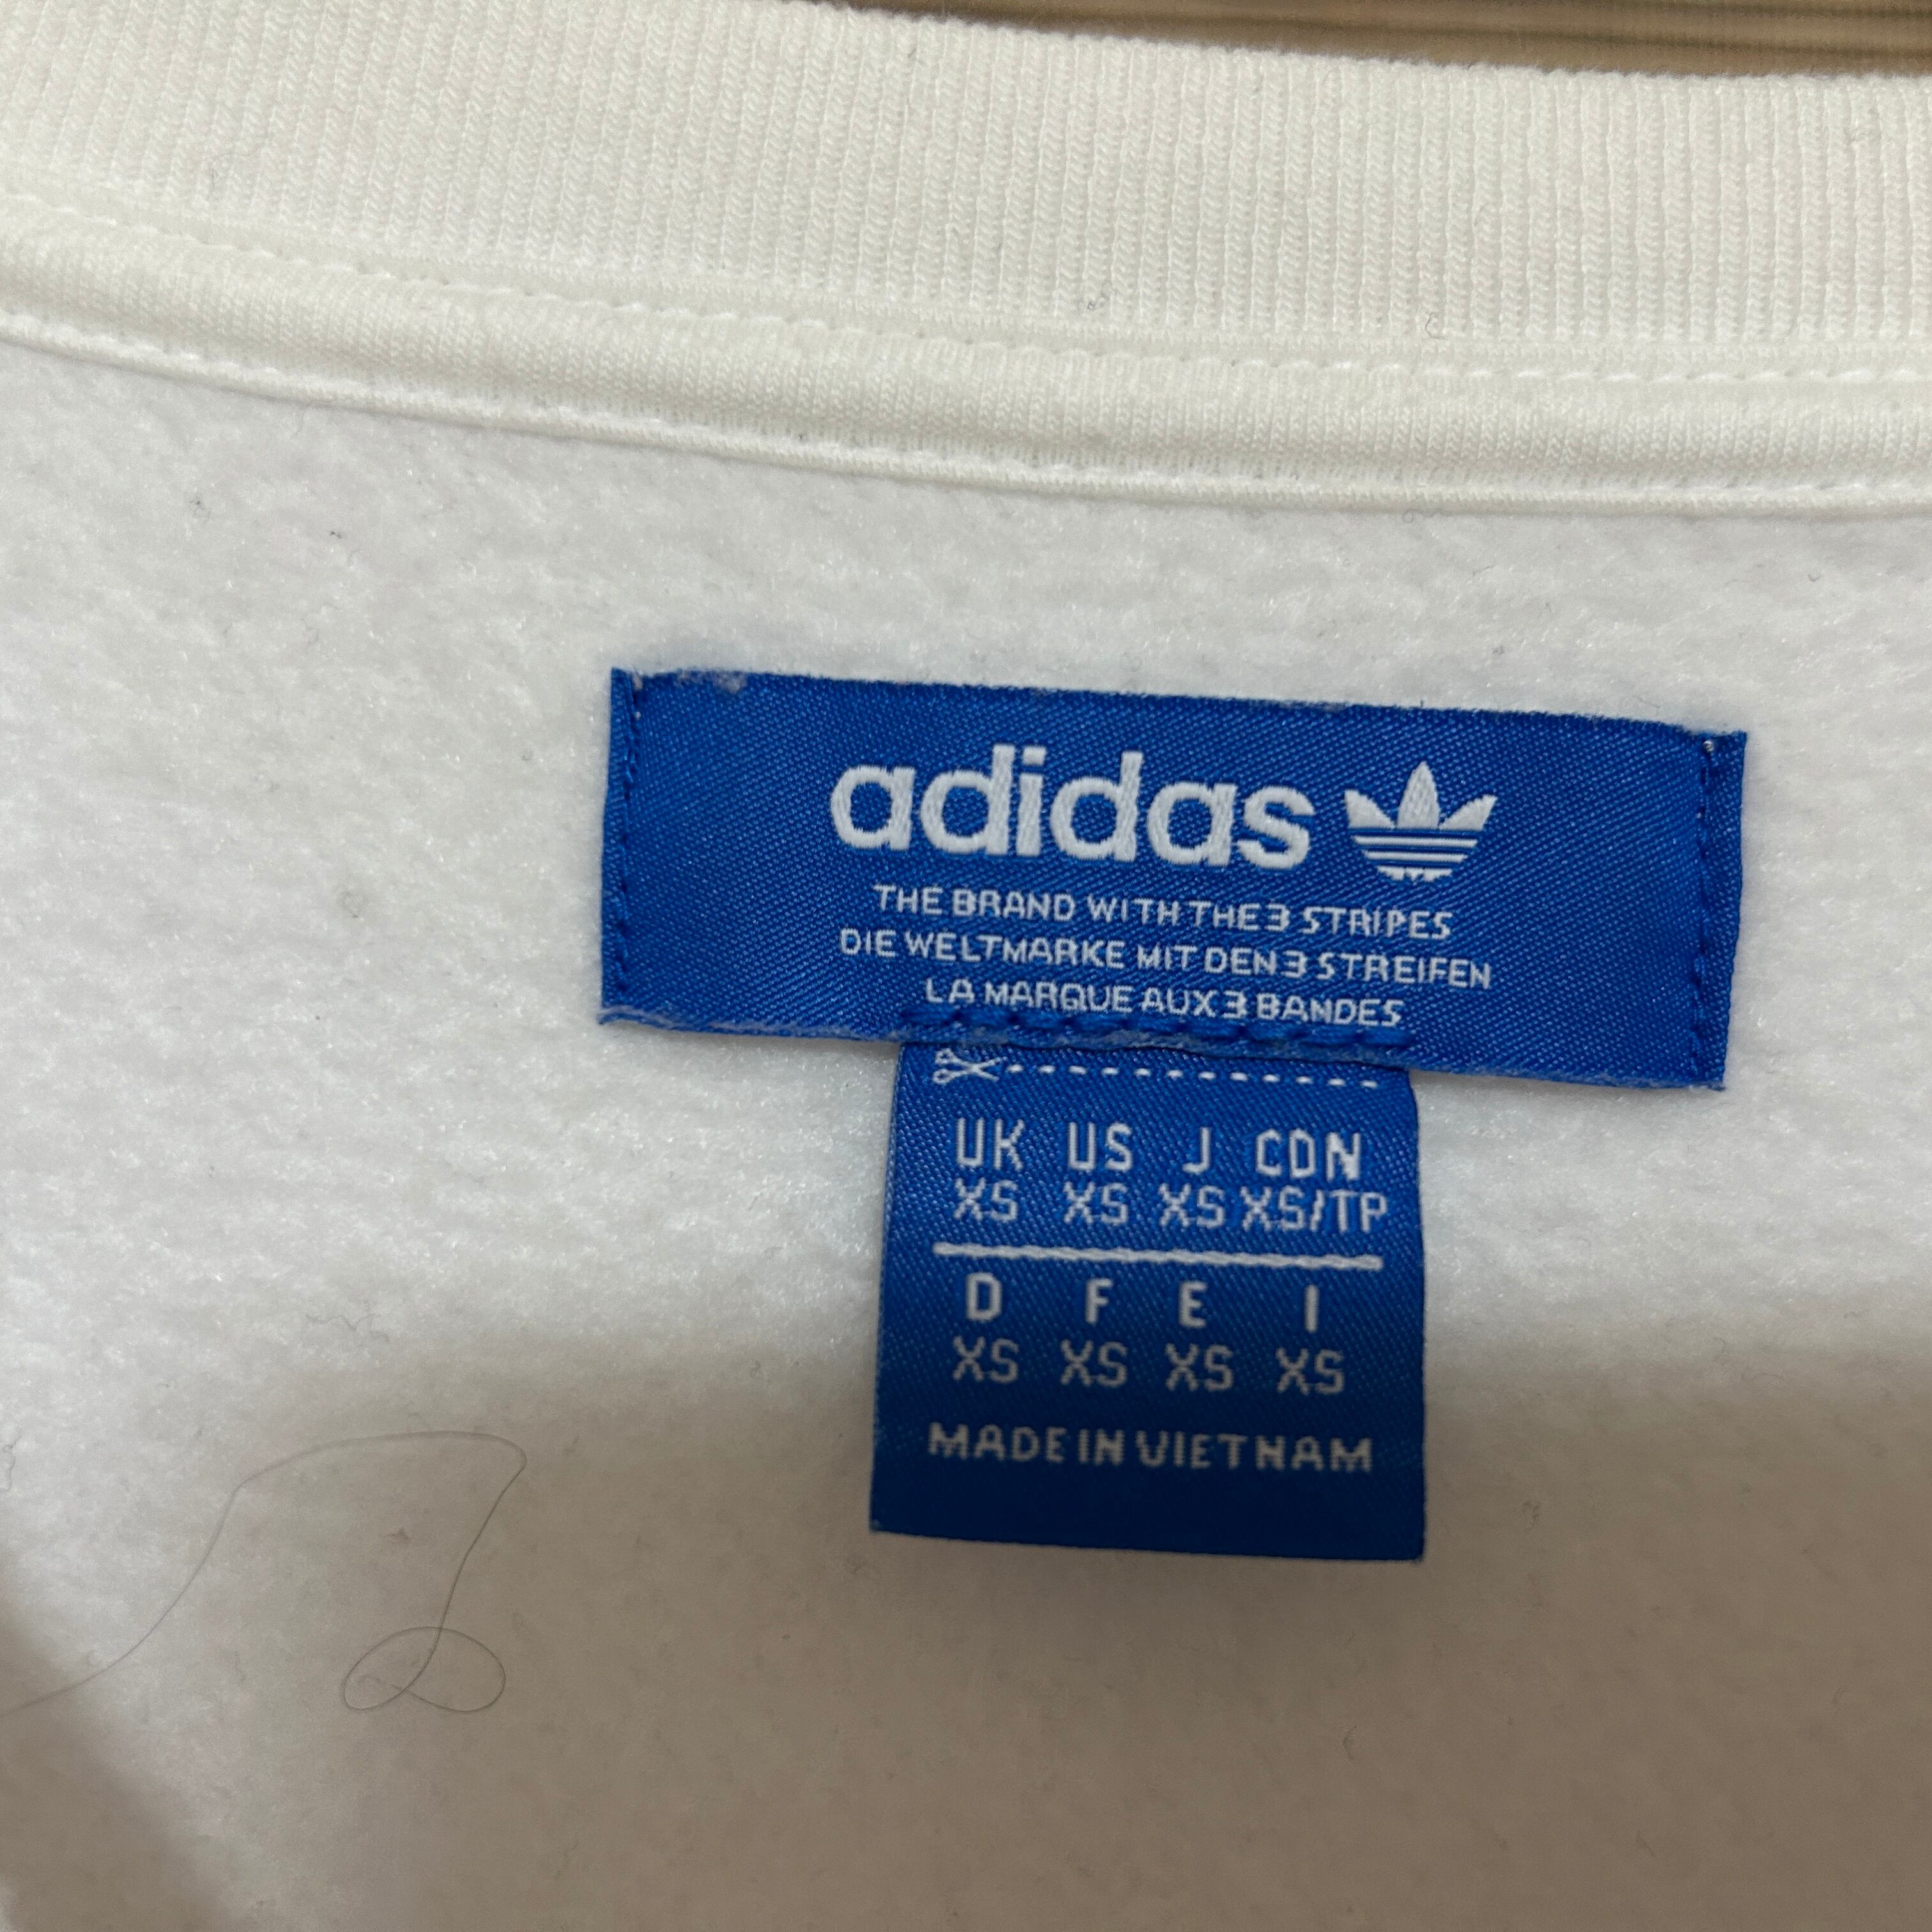 adidas
THE BRAND WITH THE 3 STRIPES
DIE WELTMARKE MIT DEN 3 STREIFEN
LA MARQUE AUX 3 BANDES
UK US J CDN
XS XS XS XS/TP
D F E I
XS XS XS XS
MADE IN VIETNAM